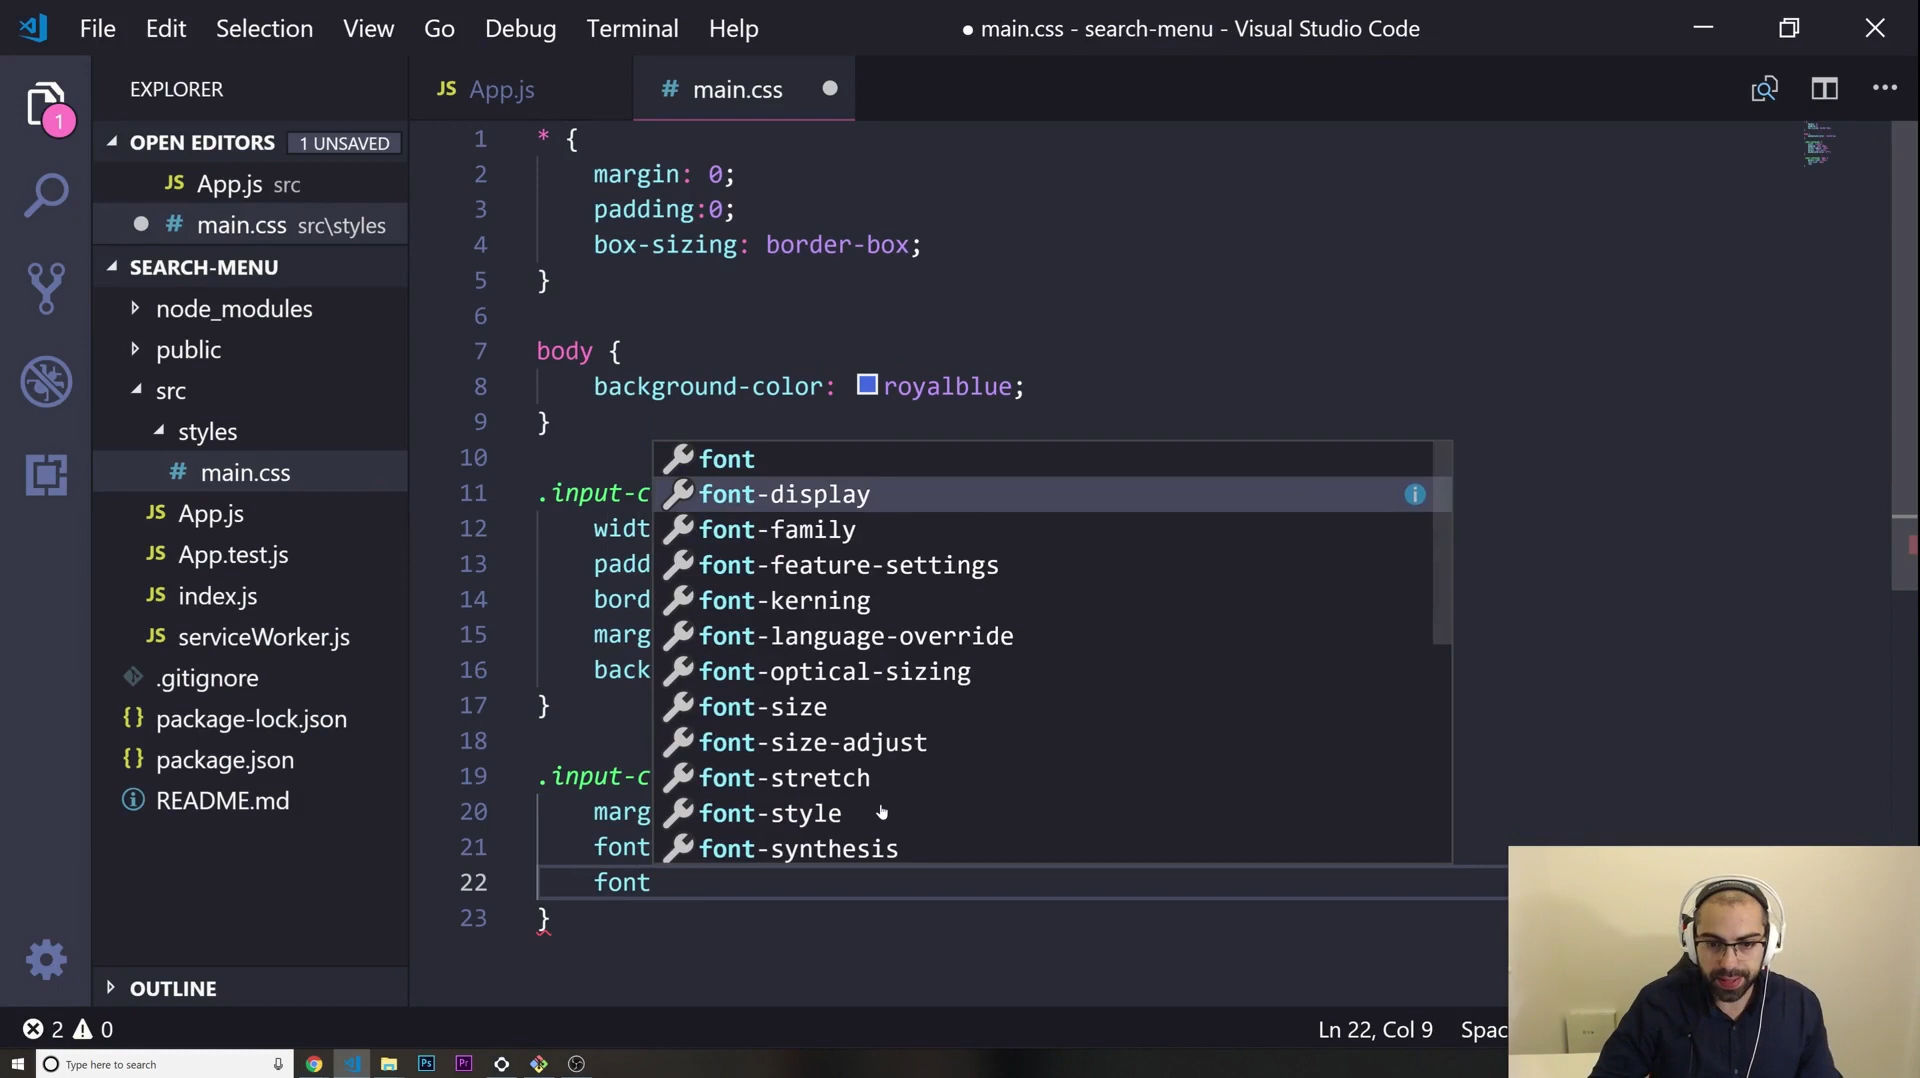 File Edit Selection View Go Debug Terminal Help
● main.css - search-menu - Visual Studio Code
EXPLORER
OPEN EDITORS 1 UNSAVED
JS App.js src
# main.css src\styles
SEARCH-MENU
node_modules
public
src
styles
# main.css
JS App.js
JS App.test.js
JS index.js
JS serviceWorker.js
.gitignore
{} package-lock.json
{} package.json
README.md
OUTLINE
1
JS App.js
# main.css
1 * {
2 margin: 0;
3 padding:0;
4 box-sizing: border-box;
5 }
6
7 body {
8 background-color: royalblue;
9 }
10
11 .input-c
12 widt
13 padd
14 bord
15 marg
16 back
17 }
18
19 .input-c
20 marg
21 font
22 font
23 }
font
font-display
font-family
font-feature-settings
font-kerning
font-language-override
font-optical-sizing
font-size
font-size-adjust
font-stretch
font-style
font-synthesis
2 0
Ln 22, Col 9 Spac
Type here to search
Ps
Pr